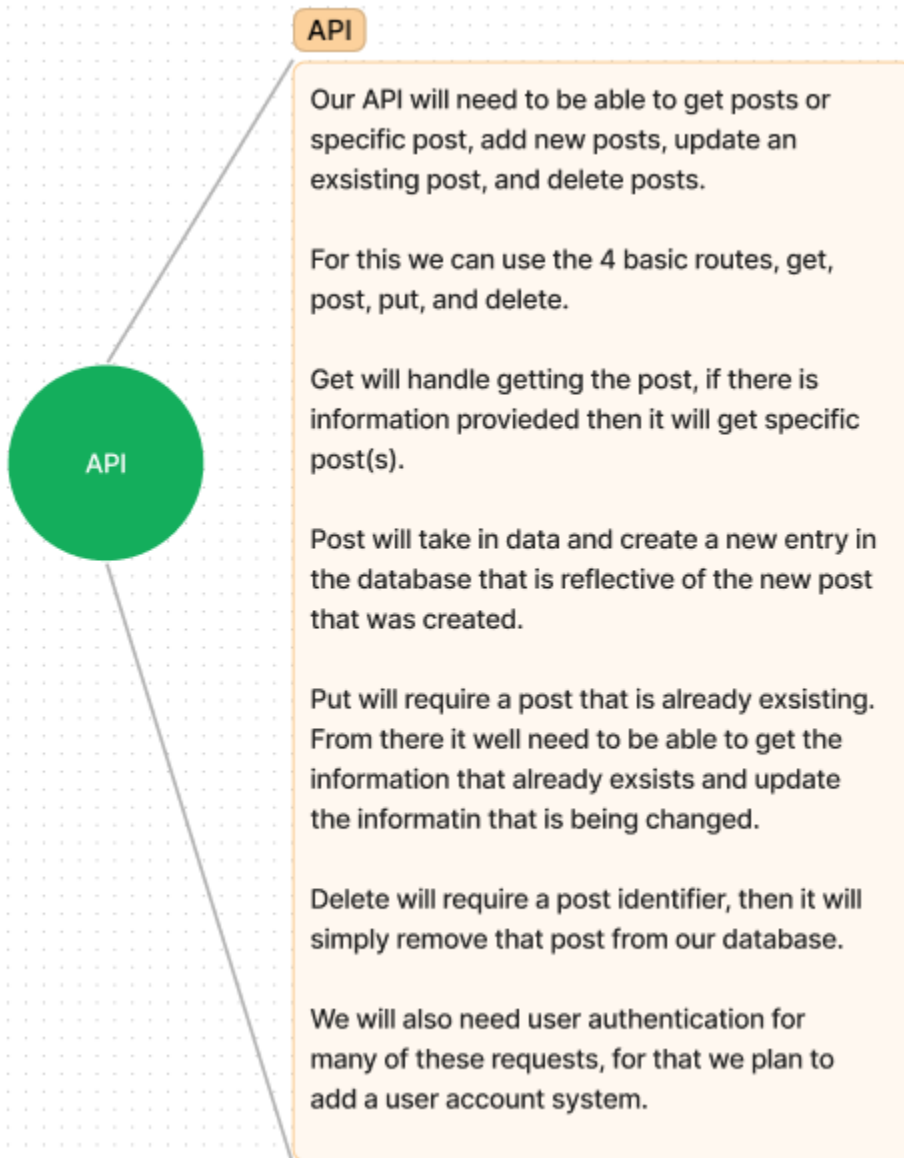 API
Our API will need to be able to get posts or
specific post, add new posts, update an
exsisting post, and delete posts.
For this we can use the 4 basic routes, get,
post, put, and delete.
Get will handle getting the post, if there is
information provieded then it will get specific
post(s).
API
Post will take in data and create a new entry in
the database that is reflective of the new post
that was created.
Put will require a post that is already exsisting.
From there it well need to be able to get the
information that already exsists and update
the informatin that is being changed.
Delete will require a post identifier, then it will
simply remove that post from our database.
We will also need user authentication for
many of these requests, for that we plan to
add a user account system.